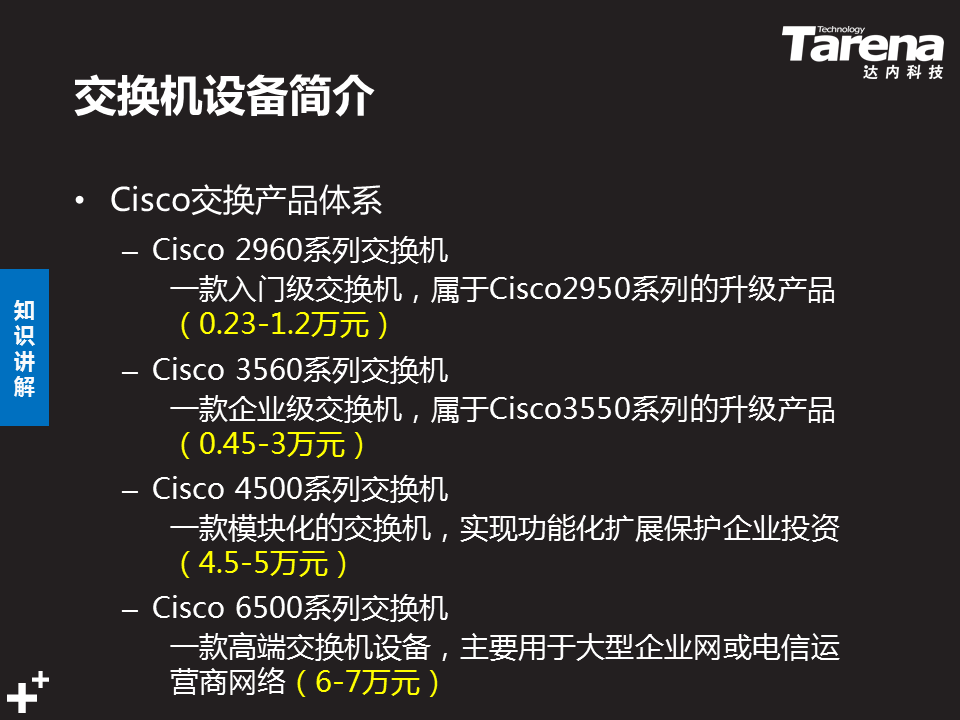 Technology
Tarena
达内科技
交换机设备简介
• Cisco交换产品体系
– Cisco 2960系列交换机
一款入门级交换机，属于Cisco2950系列的升级产品
（0.23-1.2万元）
– Cisco 3560系列交换机
一款企业级交换机，属于Cisco3550系列的升级产品
（0.45-3万元）
– Cisco 4500系列交换机
一款模块化的交换机，实现功能化扩展保护企业投资
（4.5-5万元）
– Cisco 6500系列交换机
一款高端交换机设备，主要用于大型企业网或电信运
营商网络（6-7万元）
知
识
讲
解